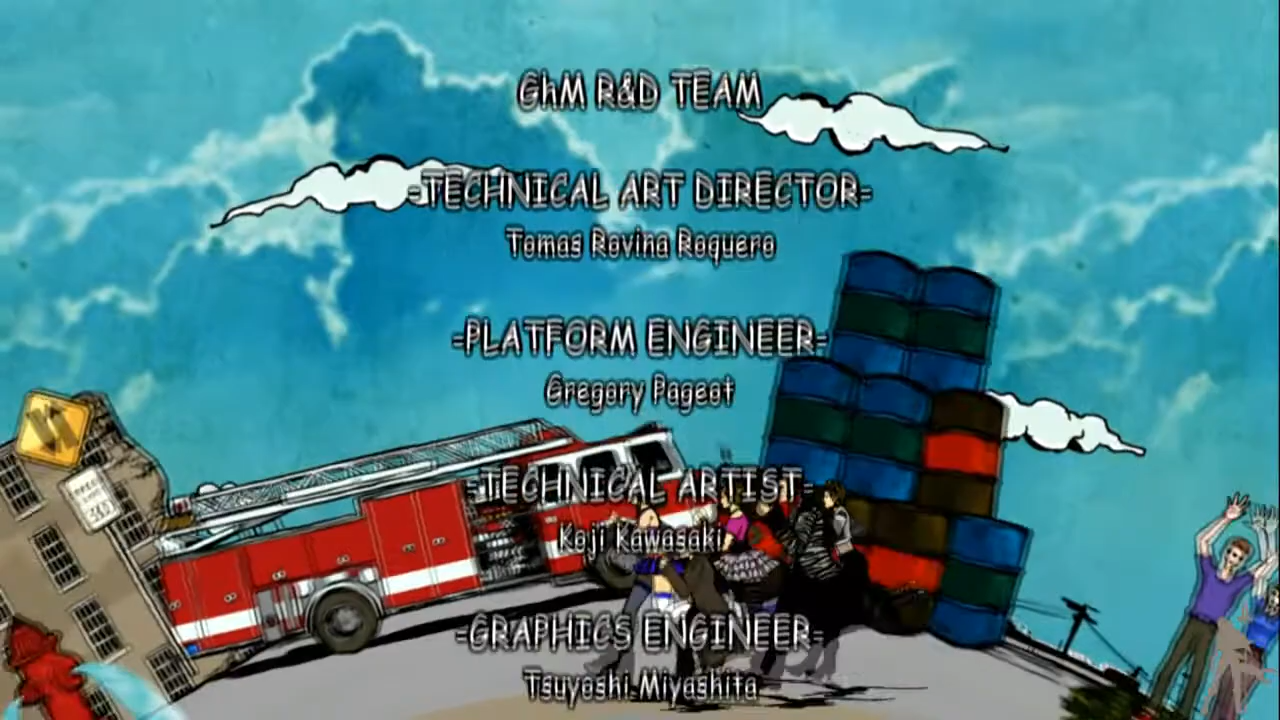 GhM R&D TEAM
-TECHNICAL ART DIRECTOR-
Tomas Rovina Roquero
-PLATFORM ENGINEER-
Gregory Pageot
-TECHNICAL ARTIST-
Koji Kawasaki
-GRAPHICS ENGINEER-
Tsuyoshi Miyashita